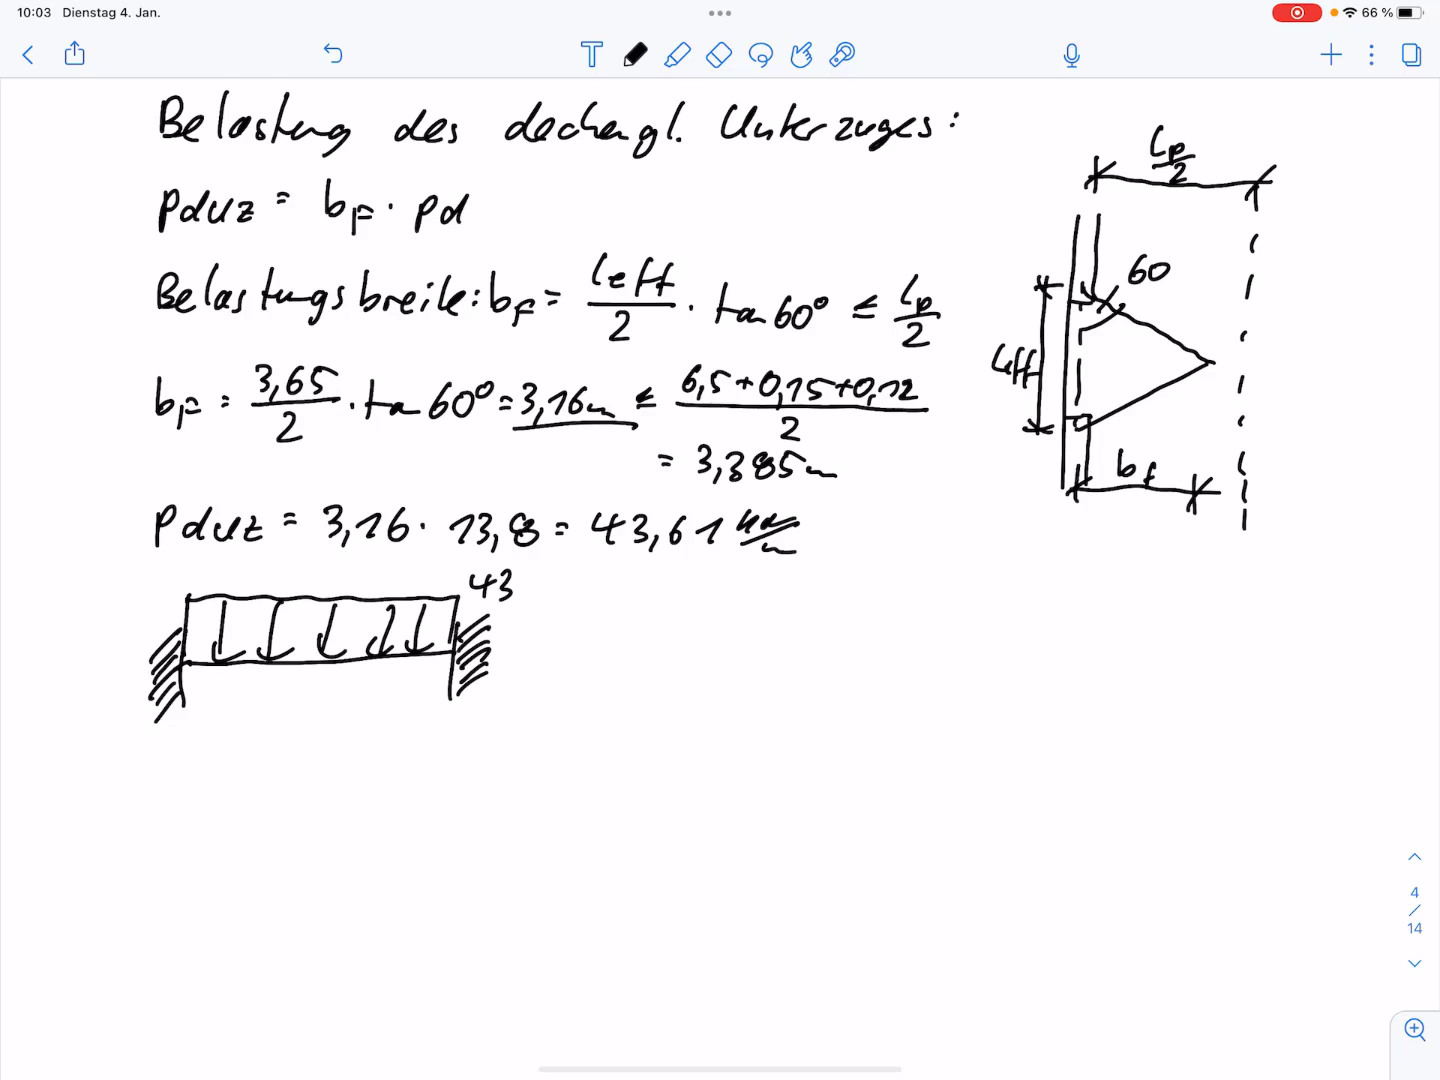 10:03 Dienstag 4. Jan.
66 %
Belastung des deckengl. Unterzuges:
pduz = bF · pd
Belastungsbreite: bF = leff/2 · tan 60° ≤ Lp/2
bF = 3,65/2 · tan 60° = 3,16m ≤ (6,5+0,15+0,12)/2
= 3,385m
Pduz = 3,16 · 13,8 = 43,61 kN/m
43
Lp/2
60
Leff
bf
4
/
14